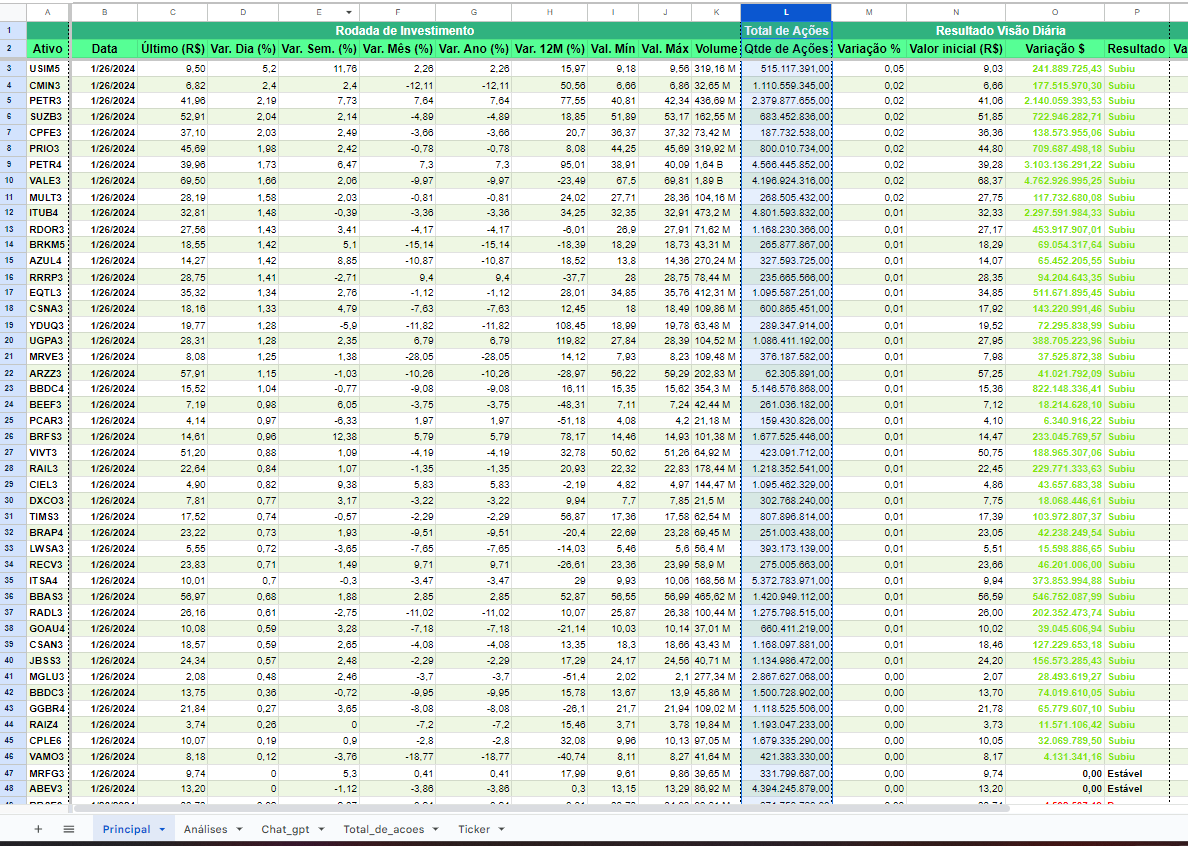 A B C D E F G H I J K L M N O P
1 Rodada de Investimento Total de Ações Resultado Visão Diária
2 Ativo Data Último (R$) Var. Dia (%) Var. Sem. (%) Var. Mês (%) Var. Ano (%) Var. 12M (%) Val. Mín Val. Máx Volume Qtde de Ações Variação % Valor inicial (R$) Variação $ Resultado Va
3 USIM5 1/26/2024 9,50 5,2 11,76 2,26 2,26 15,97 9,18 9,56 319,16 M 515.117.391,00 0,05 9,03 241.889.725,43 Subiu
4 CMIN3 1/26/2024 6,82 2,4 2,4 -12,11 -12,11 50,56 6,66 6,86 32,65 M 1.110.559.345,00 0,02 6,66 177.515.970,30 Subiu
5 PETR3 1/26/2024 41,96 2,19 7,73 7,64 7,64 77,55 40,81 42,34 436,69 M 2.379.877.655,00 0,02 41,06 2.140.059.393,53 Subiu
6 SUZB3 1/26/2024 52,91 2,04 2,14 -4,89 -4,89 18,85 51,89 53,17 162,55 M 683.452.836,00 0,02 51,85 722.946.282,71 Subiu
7 CPFE3 1/26/2024 37,10 2,03 2,49 -3,66 -3,66 20,7 36,37 37,32 73,42 M 187.732.538,00 0,02 36,36 138.573.955,06 Subiu
8 PRIO3 1/26/2024 45,69 1,98 2,42 -0,78 -0,78 8,08 44,25 45,69 319,92 M 800.010.734,00 0,02 44,80 709.687.498,18 Subiu
9 PETR4 1/26/2024 39,96 1,73 6,47 7,3 7,3 95,01 38,91 40,09 1,64 B 4.566.445.852,00 0,02 39,28 3.103.136.291,22 Subiu
10 VALE3 1/26/2024 69,50 1,66 2,06 -9,97 -9,97 -23,49 67,5 69,81 1,89 B 4.196.924.316,00 0,02 68,37 4.762.926.995,25 Subiu
11 MULT3 1/26/2024 28,19 1,58 2,03 -0,81 -0,81 24,02 27,71 28,36 104,16 M 268.505.432,00 0,02 27,75 117.732.680,08 Subiu
12 ITUB4 1/26/2024 32,81 1,48 -0,39 -3,36 -3,36 34,25 32,35 32,91 473,2 M 4.801.593.832,00 0,01 32,33 2.297.591.984,33 Subiu
13 RDOR3 1/26/2024 27,56 1,43 3,41 -4,17 -4,17 -6,01 26,9 27,91 71,62 M 1.168.230.366,00 0,01 27,17 453.917.907,01 Subiu
14 BRKM5 1/26/2024 18,55 1,42 5,1 -15,14 -15,14 -18,39 18,29 18,73 43,31 M 265.877.867,00 0,01 18,29 69.054.317,64 Subiu
15 AZUL4 1/26/2024 14,27 1,42 8,85 -10,87 -10,87 18,52 13,8 14,36 270,24 M 327.593.725,00 0,01 14,07 65.452.205,55 Subiu
16 RRRP3 1/26/2024 28,75 1,41 -2,71 9,4 9,4 -37,7 28 28,75 78,44 M 235.665.566,00 0,01 28,35 94.204.643,35 Subiu
17 EQTL3 1/26/2024 35,32 1,34 2,76 -1,12 -1,12 28,01 34,85 35,76 412,31 M 1.095.587.251,00 0,01 34,85 511.671.895,45 Subiu
18 CSNA3 1/26/2024 18,16 1,33 4,79 -7,63 -7,63 12,45 18 18,49 109,86 M 600.865.451,00 0,01 17,92 143.220.991,46 Subiu
19 YDUQ3 1/26/2024 19,77 1,28 -5,9 -11,82 -11,82 108,45 18,99 19,78 63,48 M 289.347.914,00 0,01 19,52 72.295.838,99 Subiu
20 UGPA3 1/26/2024 28,31 1,28 2,35 6,79 6,79 119,82 27,84 28,39 104,52 M 1.086.411.192,00 0,01 27,95 388.705.223,96 Subiu
21 MRVE3 1/26/2024 8,08 1,25 1,38 -28,05 -28,05 14,12 7,93 8,23 109,48 M 376.187.582,00 0,01 7,98 37.525.872,38 Subiu
22 ARZZ3 1/26/2024 57,91 1,15 -1,03 -10,26 -10,26 -28,97 56,22 59,29 202,83 M 62.305.891,00 0,01 57,25 41.021.792,09 Subiu
23 BBDC4 1/26/2024 15,52 1,04 -0,77 -9,08 -9,08 16,11 15,35 15,62 354,3 M 5.146.576.868,00 0,01 15,36 822.148.336,41 Subiu
24 BEEF3 1/26/2024 7,19 0,98 6,05 -3,75 -3,75 -48,31 7,11 7,24 42,44 M 261.036.182,00 0,01 7,12 18.214.628,10 Subiu
25 PCAR3 1/26/2024 4,14 0,97 -6,33 1,97 1,97 -51,18 4,08 4,2 21,18 M 159.430.826,00 0,01 4,10 6.340.916,22 Subiu
26 BRFS3 1/26/2024 14,61 0,96 12,38 5,79 5,79 78,17 14,46 14,93 101,38 M 1.677.525.446,00 0,01 14,47 233.045.769,57 Subiu
27 VIVT3 1/26/2024 51,20 0,88 1,09 -4,19 -4,19 32,78 50,62 51,26 64,92 M 423.091.712,00 0,01 50,75 188.965.307,06 Subiu
28 RAIL3 1/26/2024 22,64 0,84 1,07 -1,35 -1,35 20,93 22,32 22,83 178,44 M 1.218.352.541,00 0,01 22,45 229.771.333,63 Subiu
29 CIEL3 1/26/2024 4,90 0,82 9,38 5,83 5,83 -2,19 4,82 4,97 144,47 M 1.095.462.329,00 0,01 4,86 43.657.683,38 Subiu
30 DXCO3 1/26/2024 7,81 0,77 3,17 -3,22 -3,22 9,94 7,7 7,85 21,5 M 302.768.240,00 0,01 7,75 18.068.446,61 Subiu
31 TIMS3 1/26/2024 17,52 0,74 -0,57 -2,29 -2,29 56,87 17,36 17,58 62,54 M 807.896.814,00 0,01 17,39 103.972.807,37 Subiu
32 BRAP4 1/26/2024 23,22 0,73 1,93 -9,51 -9,51 -20,4 22,69 23,28 69,45 M 251.003.438,00 0,01 23,05 42.238.249,54 Subiu
33 LWSA3 1/26/2024 5,55 0,72 -3,65 -7,65 -7,65 -14,03 5,46 5,6 56,4 M 393.173.139,00 0,01 5,51 15.598.886,65 Subiu
34 RECV3 1/26/2024 23,83 0,71 1,49 9,71 9,71 -26,61 23,36 23,99 58,9 M 275.005.663,00 0,01 23,66 46.201.006,00 Subiu
35 ITSA4 1/26/2024 10,01 0,7 -0,3 -3,47 -3,47 29 9,93 10,06 168,56 M 5.372.783.971,00 0,01 9,94 373.853.994,88 Subiu
36 BBAS3 1/26/2024 56,97 0,68 1,88 2,85 2,85 52,87 56,55 56,99 465,62 M 1.420.949.112,00 0,01 56,59 546.752.087,99 Subiu
37 RADL3 1/26/2024 26,16 0,61 -2,75 -11,02 -11,02 10,07 25,87 26,38 100,44 M 1.275.798.515,00 0,01 26,00 202.352.473,74 Subiu
38 GOAU4 1/26/2024 10,08 0,59 3,28 -7,18 -7,18 -21,14 10,03 10,14 37,01 M 660.411.219,00 0,01 10,02 39.045.606,94 Subiu
39 CSAN3 1/26/2024 18,57 0,59 2,65 -4,08 -4,08 13,35 18,3 18,66 43,43 M 1.168.097.881,00 0,01 18,46 127.229.653,18 Subiu
40 JBSS3 1/26/2024 24,34 0,57 2,48 -2,29 -2,29 17,29 24,17 24,56 40,71 M 1.134.986.472,00 0,01 24,20 156.573.285,43 Subiu
41 MGLU3 1/26/2024 2,08 0,48 2,46 -3,7 -3,7 -51,4 2,02 2,1 277,34 M 2.867.627.068,00 0,00 2,07 28.493.619,27 Subiu
42 BBDC3 1/26/2024 13,75 0,36 -0,72 -9,95 -9,95 15,78 13,67 13,9 45,86 M 1.500.728.902,00 0,00 13,70 74.019.610,05 Subiu
43 GGBR4 1/26/2024 21,84 0,27 3,65 -8,08 -8,08 -26,1 21,7 21,94 109,02 M 1.118.525.506,00 0,00 21,78 65.779.607,10 Subiu
44 RAIZ4 1/26/2024 3,74 0,26 0 -7,2 -7,2 15,46 3,71 3,78 19,84 M 1.193.047.233,00 0,00 3,73 11.571.106,42 Subiu
45 CPLE6 1/26/2024 10,07 0,19 0,9 -2,8 -2,8 32,08 9,96 10,13 97,05 M 1.679.335.290,00 0,00 10,05 32.069.789,50 Subiu
46 VAMO3 1/26/2024 8,18 0,12 -3,76 -18,77 -18,77 -40,74 8,11 8,27 41,64 M 421.383.330,00 0,00 8,17 4.131.341,16 Subiu
47 MRFG3 1/26/2024 9,74 0 5,3 0,41 0,41 17,99 9,61 9,86 39,65 M 331.799.687,00 0,00 9,74 0,00 Estável
48 ABEV3 1/26/2024 13,20 0 -1,12 -3,86 -3,86 0,3 13,15 13,29 86,92 M 4.394.245.879,00 0,00 13,20 0,00 Estável
Principal Análises Chat_gpt Total_de_acoes Ticker